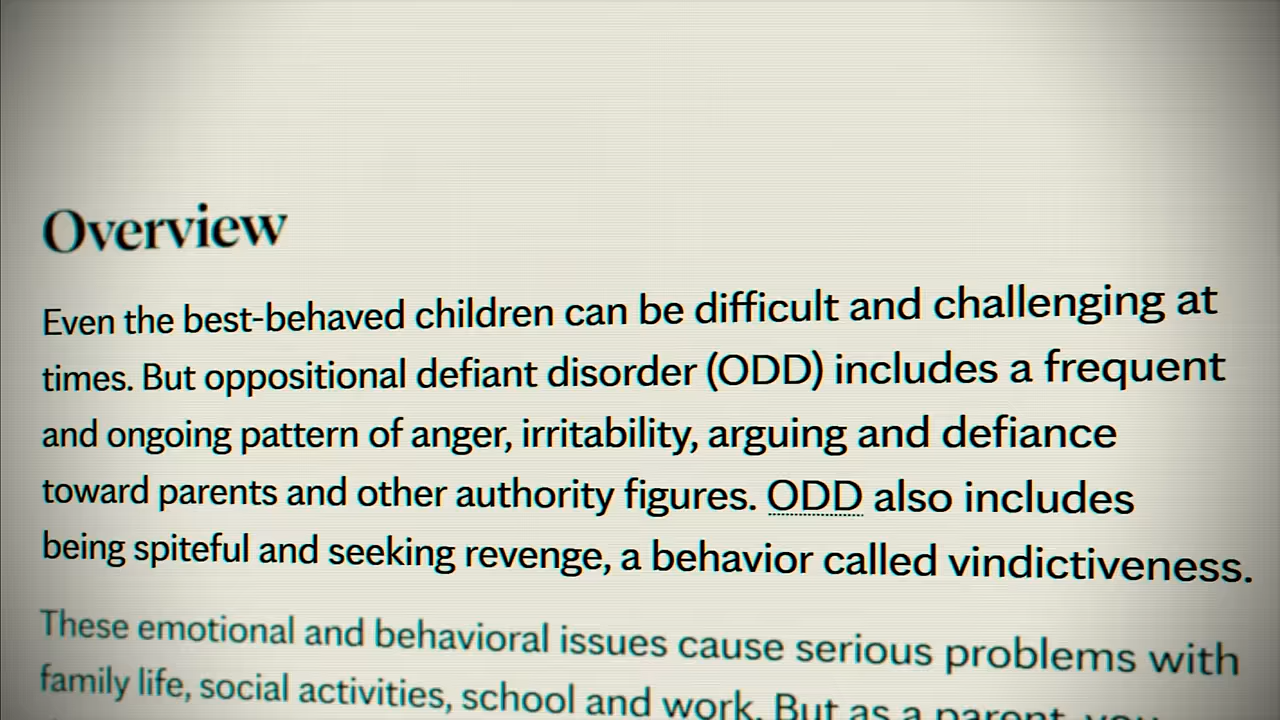 Overview
Even the best-behaved children can be difficult and challenging at
times. But oppositional defiant disorder (ODD) includes a frequent
and ongoing pattern of anger, irritability, arguing and defiance
toward parents and other authority figures. ODD also includes
being spiteful and seeking revenge, a behavior called vindictiveness.
These emotional and behavioral issues cause serious problems with
family life, social activities, school and work. But as a parent, you